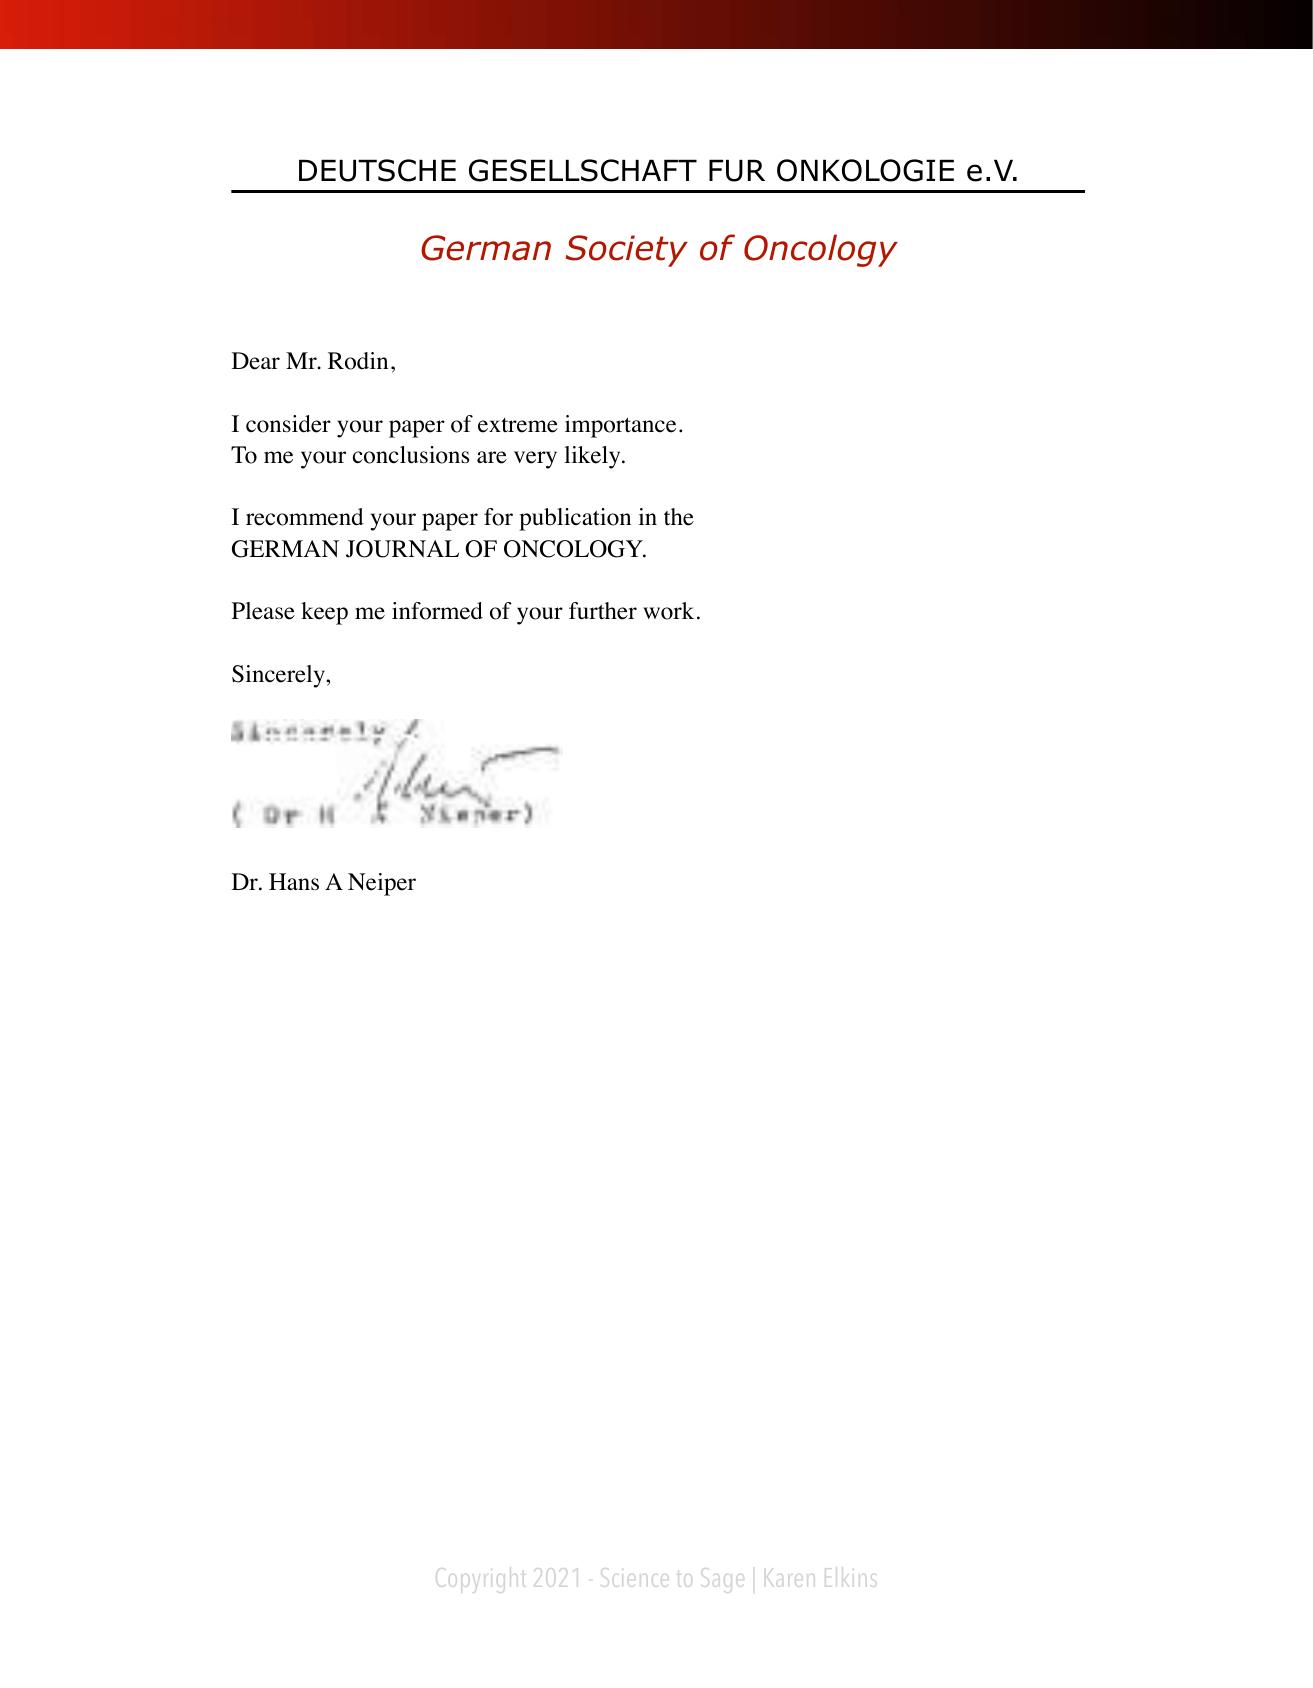 DEUTSCHE GESELLSCHAFT FUR ONKOLOGIE e.V.
German Society of Oncology
Dear Mr. Rodin,
I consider your paper of extreme importance.
To me your conclusions are very likely.
I recommend your paper for publication in the
GERMAN JOURNAL OF ONCOLOGY.
Please keep me informed of your further work.
Sincerely,
Sincerely
( Dr H A Nieper)
Dr. Hans A Neiper
Copyright 2021 - Science to Sage | Karen Elkins